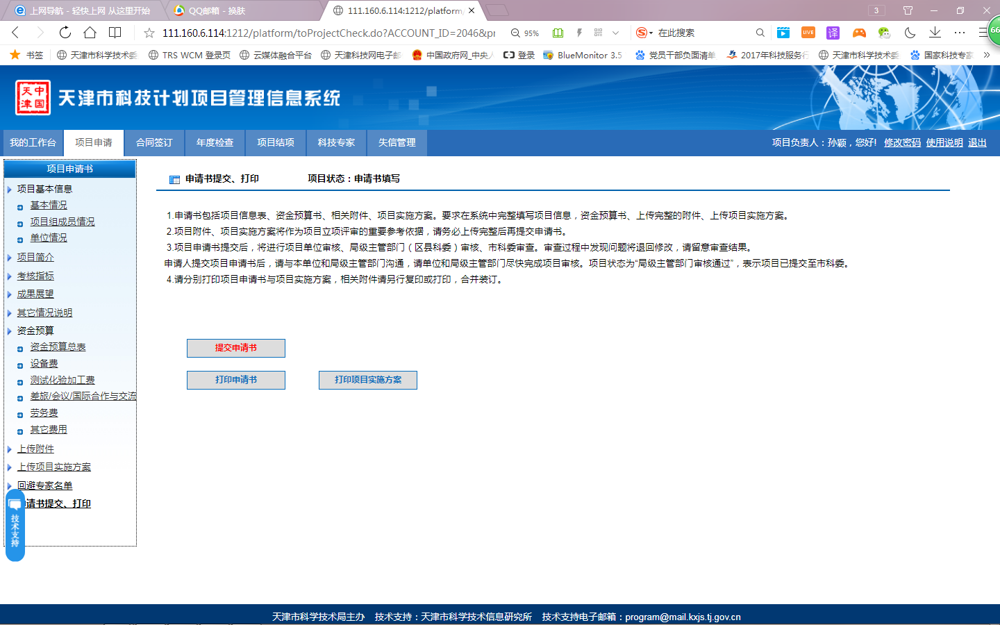 上网导航 - 轻快上网 从这里开始
QQ邮箱 - 换肤
111.160.6.114:1212/platform/
3
111.160.6.114:1212/platform/toProjectCheck.do?ACCOUNT_ID=2046&pr
95%
在此搜索
LIVE
译
66
书签
天津市科学技术委
TRS WCM 登录页
云媒体融合平台
天津科技网电子邮
中国政府网_中央人
登录
BlueMonitor 3.5
党员干部负面清单
2017年科技服务行
天津市科学技术委
国家科技专家
中国天津
天津市科技计划项目管理信息系统
我的工作台
项目申请
合同签订
年度检查
项目结项
科技专家
失信管理
项目负责人：孙颖，您好!
修改密码
使用说明
退出
项目申请书
项目基本信息
基本情况
项目组成员情况
单位情况
项目简介
考核指标
成果展望
其它情况说明
资金预算
资金预算总表
设备费
测试化验加工费
差旅/会议/国际合作与交流
劳务费
其它费用
上传附件
上传项目实施方案
回避专家名单
申请书提交、打印
技术支持
申请书提交、打印
项目状态：申请书填写
1.申请书包括项目信息表、资金预算书、相关附件、项目实施方案。要求在系统中完整填写项目信息，资金预算书、上传完整的附件、上传项目实施方案。
2.项目附件、项目实施方案将作为项目立项评审的重要参考依据，请务必上传完整后再提交申请书。
3.项目申请书提交后，将进行项目单位审核、局级主管部门（区县科委）审核、市科委审查。审查过程中发现问题将退回修改，请留意审查结果。
申请人提交项目申请书后，请与本单位和局级主管部门沟通，请单位和局级主管部门尽快完成项目审核。项目状态为“局级主管部门审核通过”，表示项目已提交至市科委。
4.请分别打印项目申请书与项目实施方案，相关附件请另行复印或打印，合并装订。
提交申请书
打印申请书
打印项目实施方案
天津市科学技术局主办 技术支持：天津市科学技术信息研究所 技术支持电子邮箱：program@mail.kxjs.tj.gov.cn